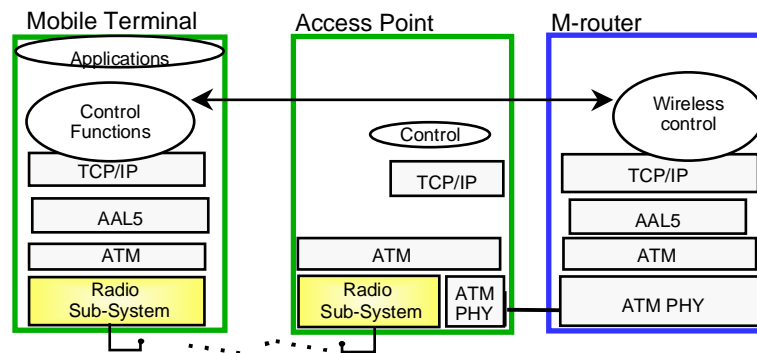 Mobile Terminal
Access Point
M-router
Applications
Control
Functions
Control
Wireless
control
TCP/IP
TCP/IP
TCP/IP
AAL5
AAL5
ATM
ATM
ATM
Radio
Sub-System
Radio
Sub-System
ATM
PHY
ATM PHY